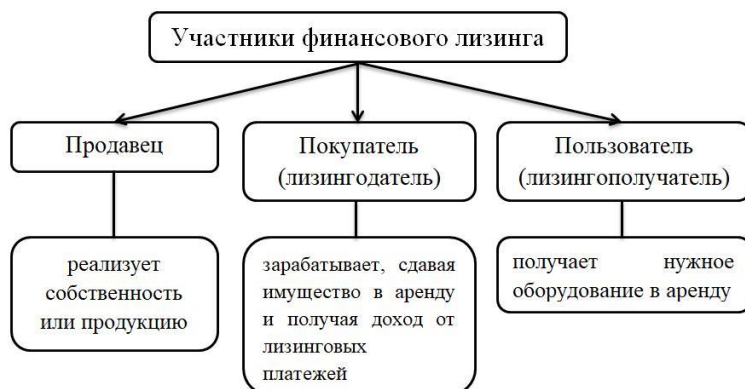 Участники финансового лизинга
Продавец
Покупатель
(лизингодатель)
Пользователь
(лизингополучатель)
реализует
собственность
или продукцию
зарабатывает, сдавая
имущество в аренду
и получая доход от
лизинговых
платежей
получает нужное
оборудование в аренду